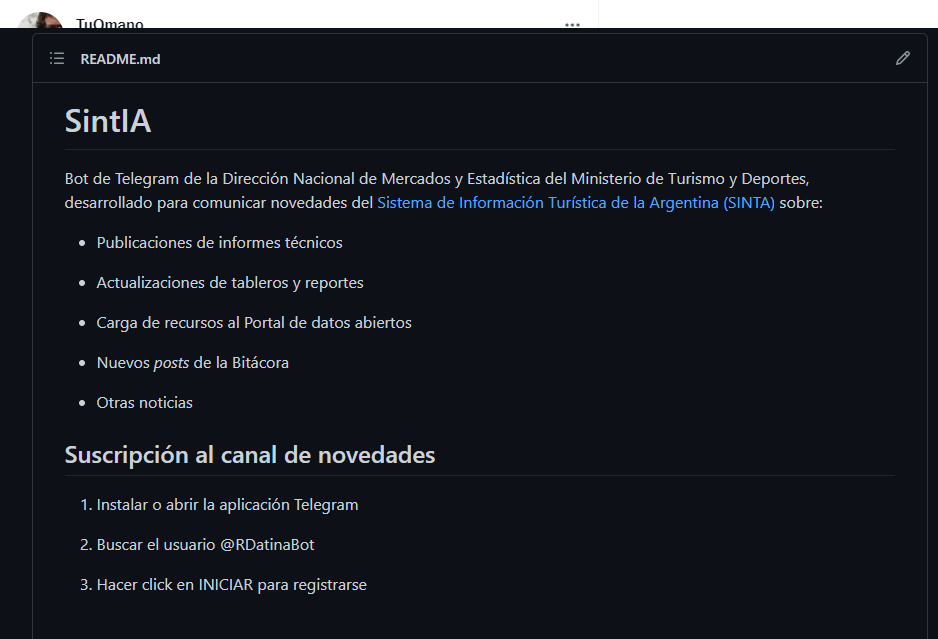 TuQmano
README.md
SintIA
Bot de Telegram de la Dirección Nacional de Mercados y Estadística del Ministerio de Turismo y Deportes,
desarrollado para comunicar novedades del Sistema de Información Turística de la Argentina (SINTA) sobre:
Publicaciones de informes técnicos
Actualizaciones de tableros y reportes
Carga de recursos al Portal de datos abiertos
Nuevos posts de la Bitácora
Otras noticias
Suscripción al canal de novedades
1. Instalar o abrir la aplicación Telegram
2. Buscar el usuario @RDatinaBot
3. Hacer click en INICIAR para registrarse